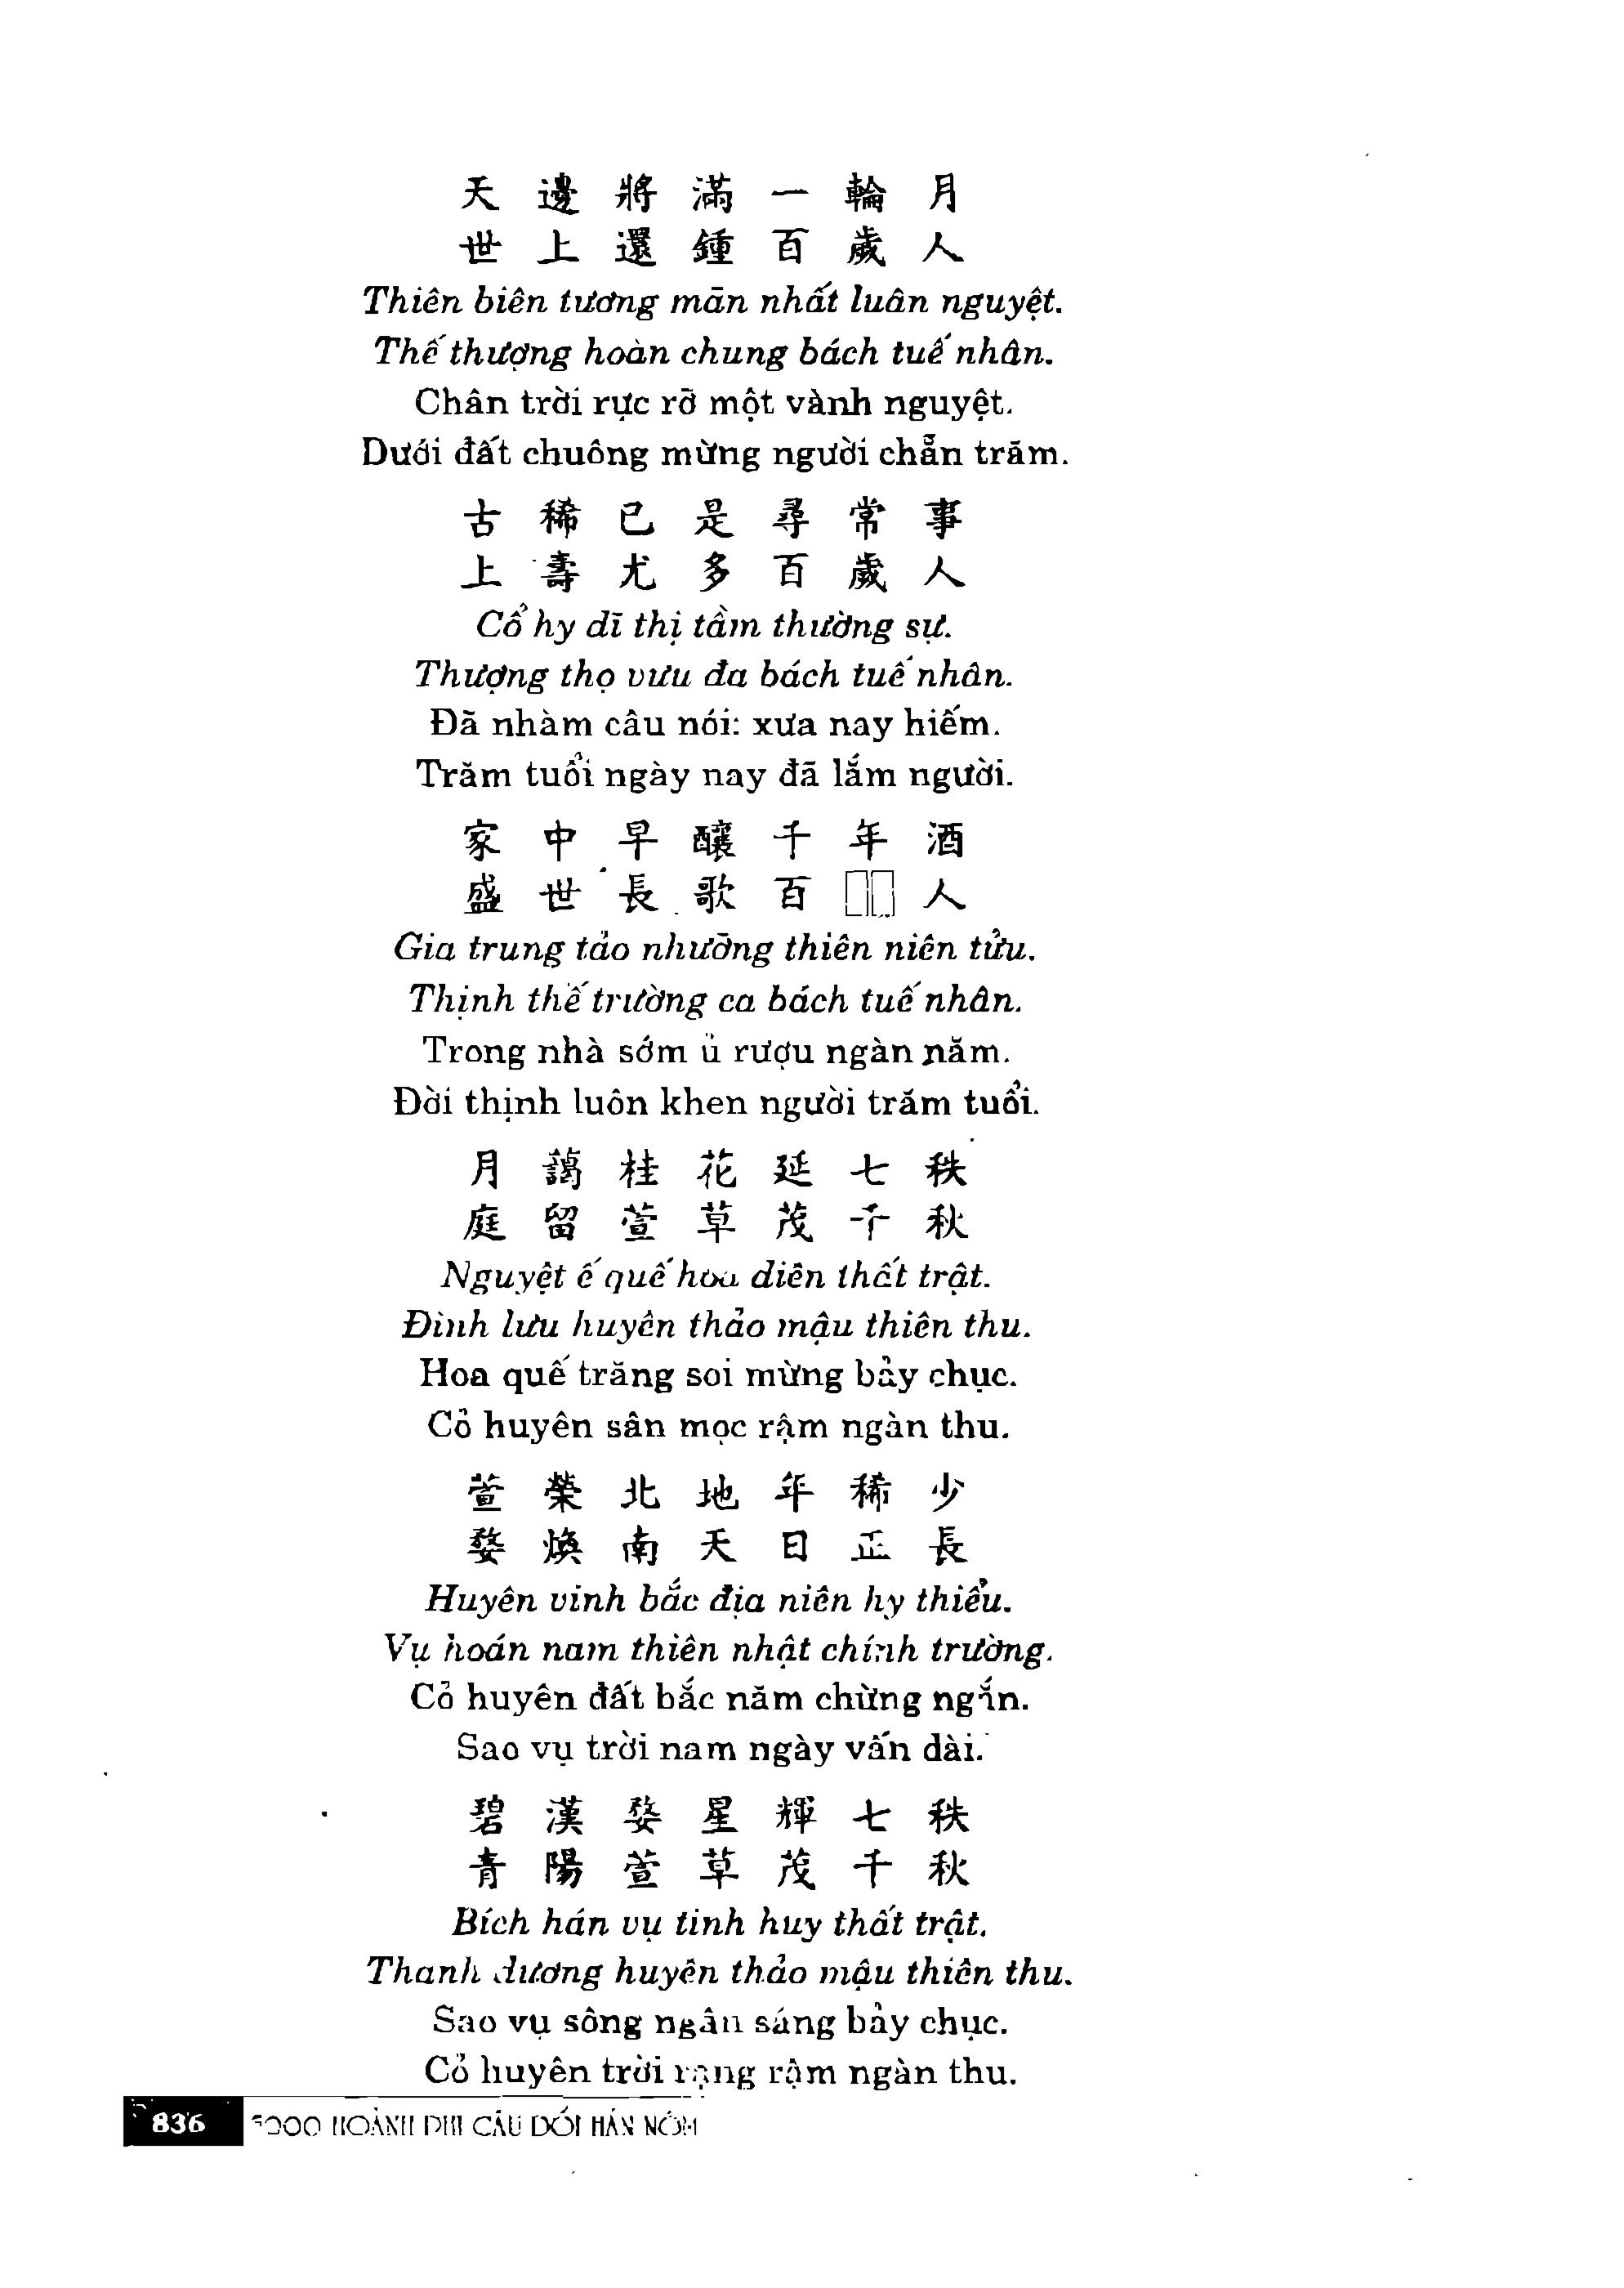 天邊將滿一輪月
世上還鍾百歲人
Thiên biên tương mãn nhất luân nguyệt.
Thế thượng hoàn chung bách tuế nhân.
Chân trời rực rỡ một vành nguyệt.
Dưới đất chuông mừng người chẵn trăm.
古稀已是尋常事
上壽尤多百歲人
Cổ hy dĩ thị tầm thường sự.
Thượng thọ vưu đa bách tuế nhân.
Đã nhàm câu nói: xưa nay hiếm.
Trăm tuổi ngày nay đã lắm người.
家中早釀千年酒
盛世長歌百□□人
Gia trung tảo nhưỡng thiên niên tửu.
Thịnh thế trường ca bách tuế nhân.
Trong nhà sớm ủ rượu ngàn năm.
Đời thịnh luôn khen người trăm tuổi.
月謁桂花延七秩
庭留萱草茂千秋
Nguyệt ế quế hoa diên thất trật.
Đình lưu huyên thảo mậu thiên thu.
Hoa quế trăng soi mừng bảy chục.
Cỏ huyên sân mọc rậm ngàn thu.
萱榮北地年稀少
婺煥南天日正長
Huyên vinh bắc địa niên hy thiểu.
Vụ hoán nam thiên nhật chính trường.
Cỏ huyên đất bắc năm chừng ngắn.
Sao vụ trời nam ngày vẫn dài.
碧漢婺星輝七秩
青陽萱草茂千秋
Bích hán vụ tinh huy thất trật.
Thanh dương huyên thảo mậu thiên thu.
Sao vụ sông ngân sáng bảy chục.
Cỏ huyên trời rạng rậm ngàn thu.
836 5000 HOÀNH PHI CÂU ĐỐI HÁN NÔM